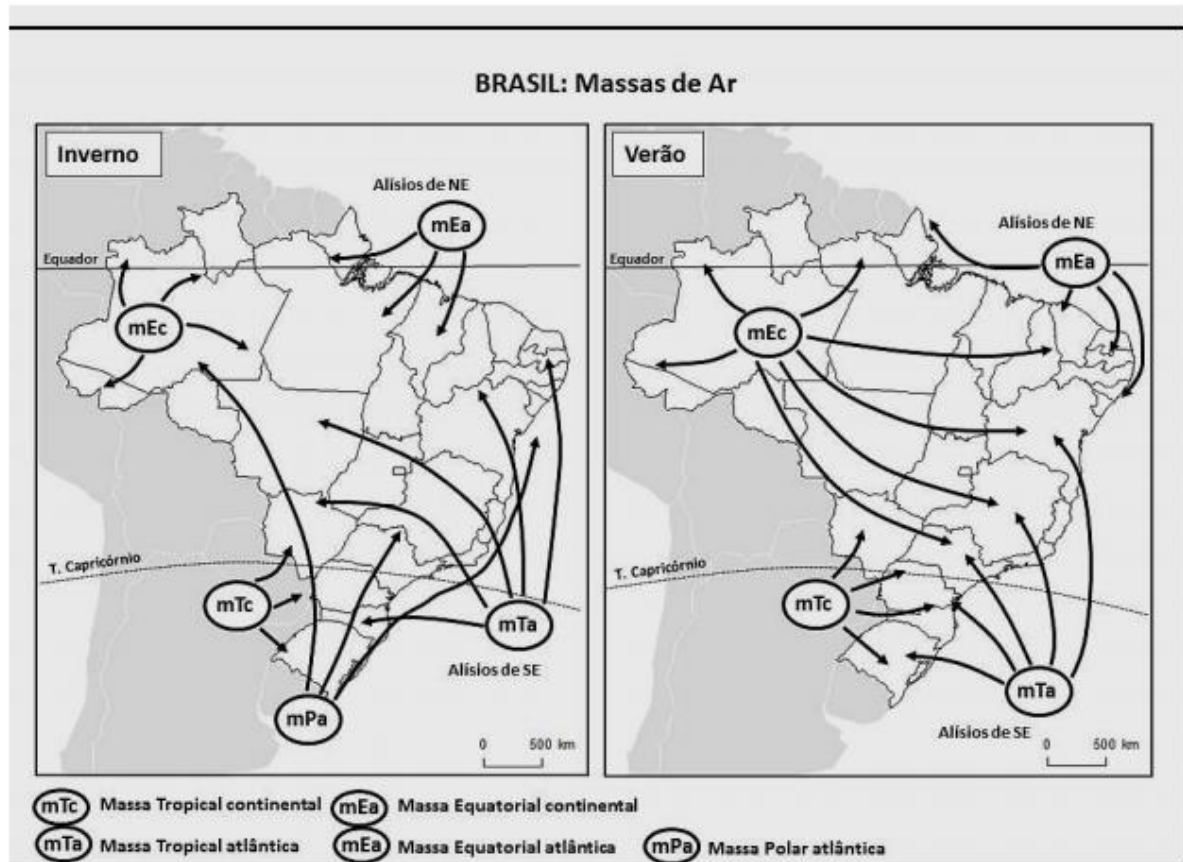 BRASIL: Massas de Ar
Inverno
Alísios de NE
mEa
Equador
mEc
T. Capricórnio
mTc
mTa
Alísios de SE
mPa
0 500 km
Verão
Alísios de NE
mEa
Equador
mEc
T. Capricórnio
mTc
mTa
Alísios de SE
0 500 km
mTc Massa Tropical continental mEa Massa Equatorial continental
mTa Massa Tropical atlântica mEa Massa Equatorial atlântica mPa Massa Polar atlântica